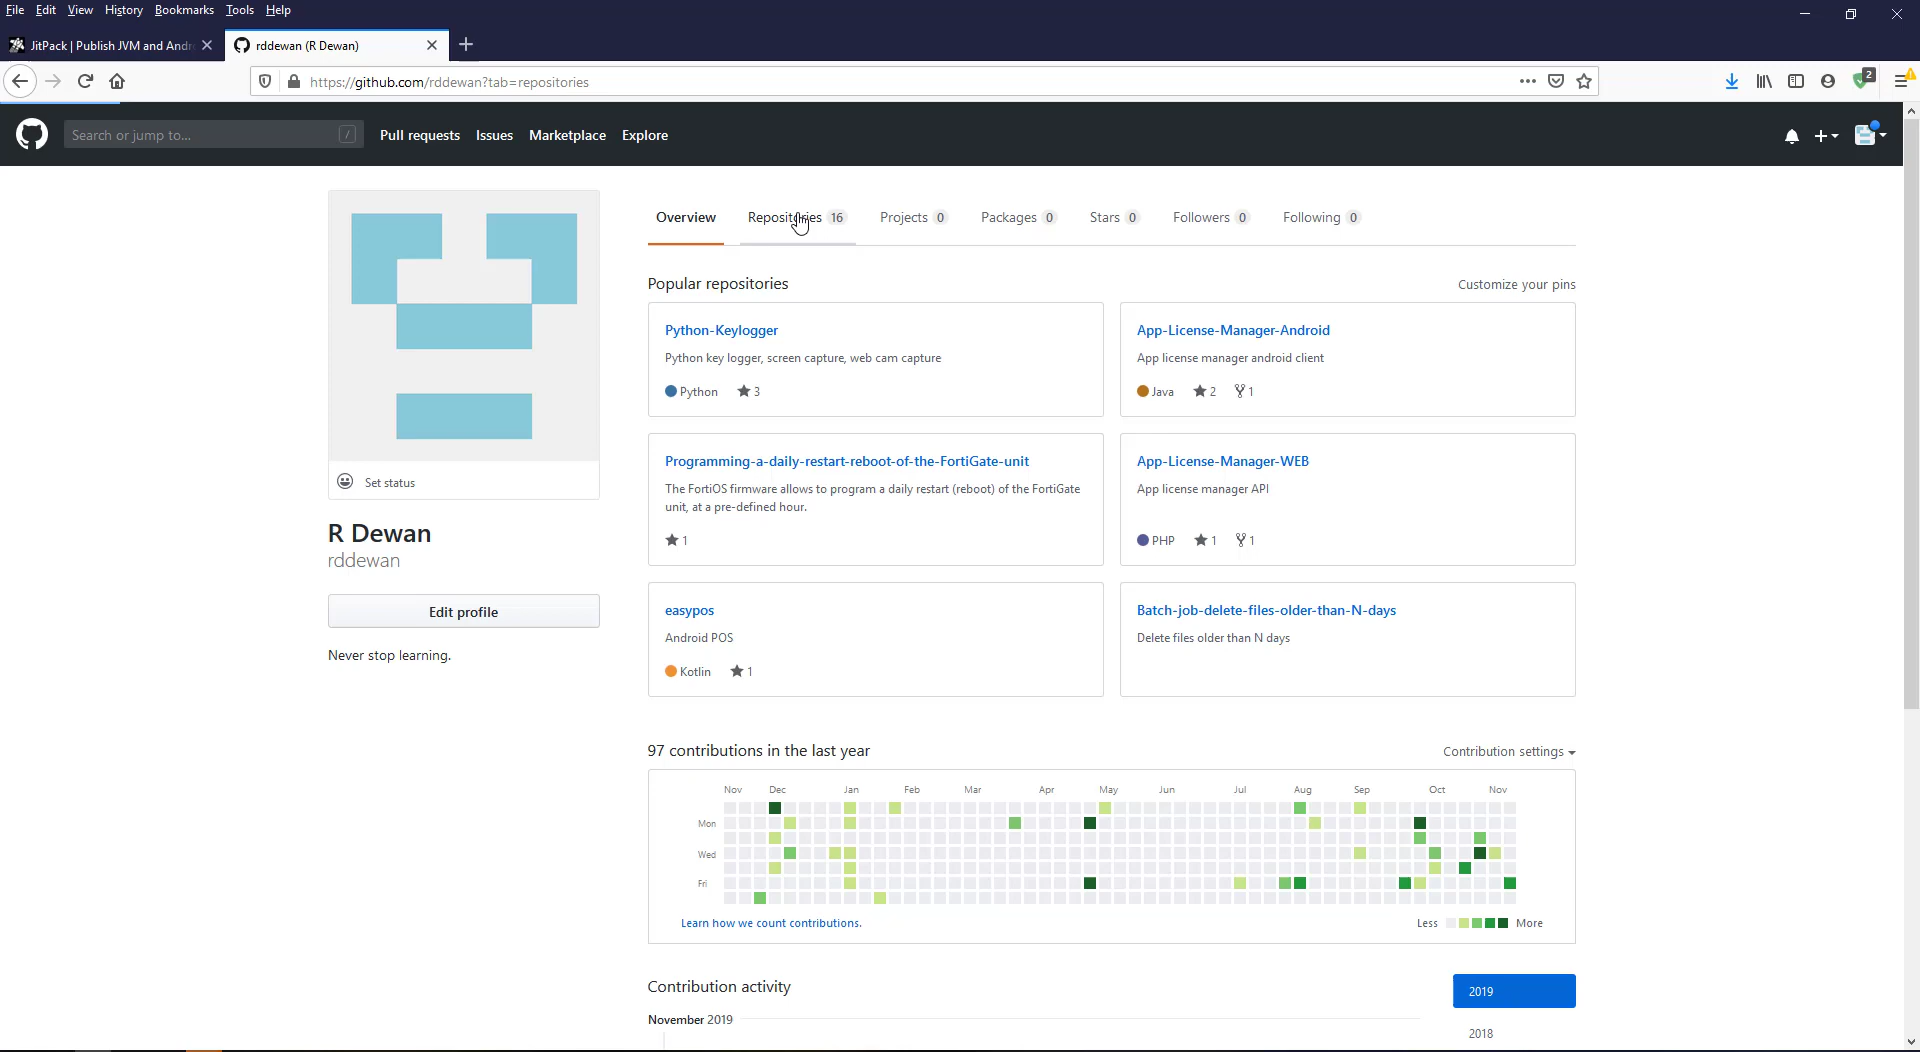 File Edit View History Bookmarks Tools Help
JitPack | Publish JVM and Andr
rddewan (R Dewan)
https://github.com/rddewan?tab=repositories
2
Search or jump to... /
Pull requests Issues Marketplace Explore
Overview Repositories 16 Projects 0 Packages 0 Stars 0 Followers 0 Following 0
Popular repositories
Customize your pins
Python-Keylogger
Python key logger, screen capture, web cam capture
Python 3
App-License-Manager-Android
App license manager android client
Java 2 1
Programming-a-daily-restart-reboot-of-the-FortiGate-unit
The FortiOS firmware allows to program a daily restart (reboot) of the FortiGate
unit, at a pre-defined hour.
1
App-License-Manager-WEB
App license manager API
PHP 1 1
easypos
Android POS
Kotlin 1
Batch-job-delete-files-older-than-N-days
Delete files older than N days
Set status
R Dewan
rddewan
Edit profile
Never stop learning.
97 contributions in the last year
Contribution settings
Nov Dec Jan Feb Mar Apr May Jun Jul Aug Sep Oct Nov
Mon
Wed
Fri
Learn how we count contributions.
Less More
Contribution activity
2019
November 2019
2018